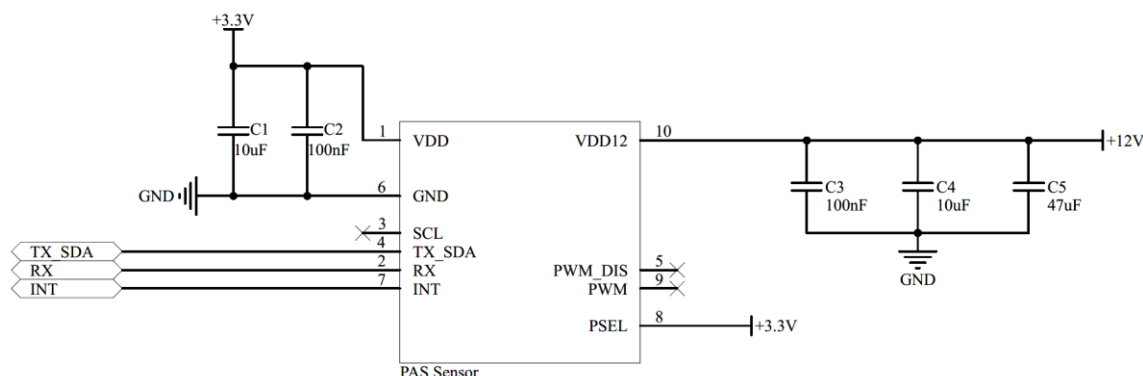 +3.3V
C1
10uF
C2
100nF
GND
1
VDD
6
GND
3
SCL
4
TX_SDA
2
RX
7
INT
TX_SDA
RX
INT
VDD12
10
PWM_DIS
5
PWM
9
PSEL
8
+3.3V
PAS Sensor
+12V
C3
100nF
C4
10uF
C5
47uF
GND